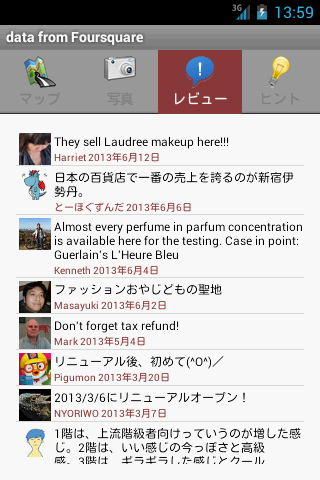 3G 13:59
data from Foursquare
マップ 写真 レビュー ヒント
They sell Laudree makeup here!!!
Harriet 2013年6月12日
日本の百貨店で一番の売上を誇るのが新宿伊
勢丹。
とーほぐずんだ 2013年6月6日
Almost every perfume in parfum concentration
is available here for the testing. Case in point:
Guerlain's L'Heure Bleu
Kenneth 2013年6月4日
ファッションおやじどもの聖地
Masayuki 2013年6月2日
Don't forget tax refund!
Mark 2013年5月4日
リニューアル後、初めて(^O^)／
Pigumon 2013年3月20日
2013/3/6にリニューアルオープン！
NYORIWO 2013年3月7日
1階は、上流階級者向けっていうのが増した感
じ。2階は、いい感じの今っぽさと高級
感。3階は、ギラギラした感じとクール